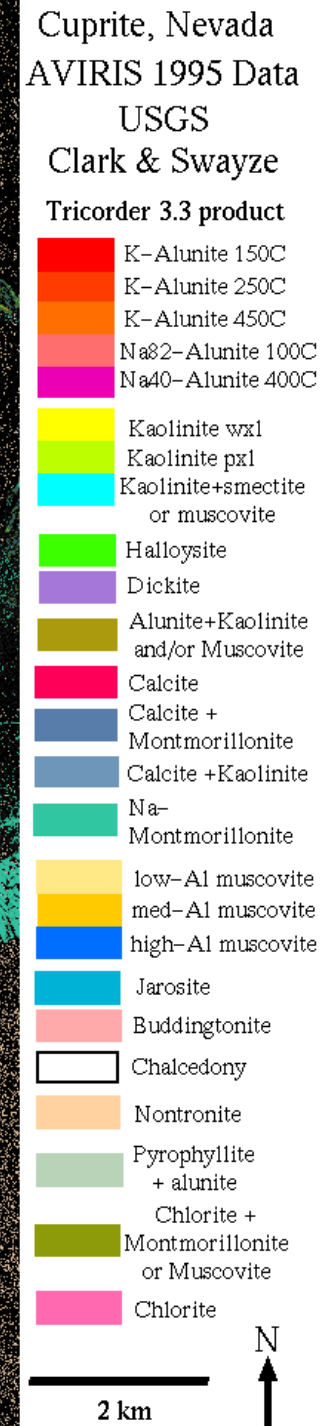 Cuprite, Nevada
AVIRIS 1995 Data
USGS
Clark & Swayze
Tricorder 3.3 product
K-Alunite 150C
K-Alunite 250C
K-Alunite 450C
Na82-Alunite 100C
Na40-Alunite 400C
Kaolinite wxl
Kaolinite pxl
Kaolinite+smectite
or muscovite
Halloysite
Dickite
Alunite+Kaolinite
and/or Muscovite
Calcite
Calcite +
Montmorillonite
Calcite +Kaolinite
Na-
Montmorillonite
low-Al muscovite
med-Al muscovite
high-Al muscovite
Jarosite
Buddingtonite
Chalcedony
Nontronite
Pyrophyllite
+ alunite
Chlorite +
Montmorillonite
or Muscovite
Chlorite
N
2 km